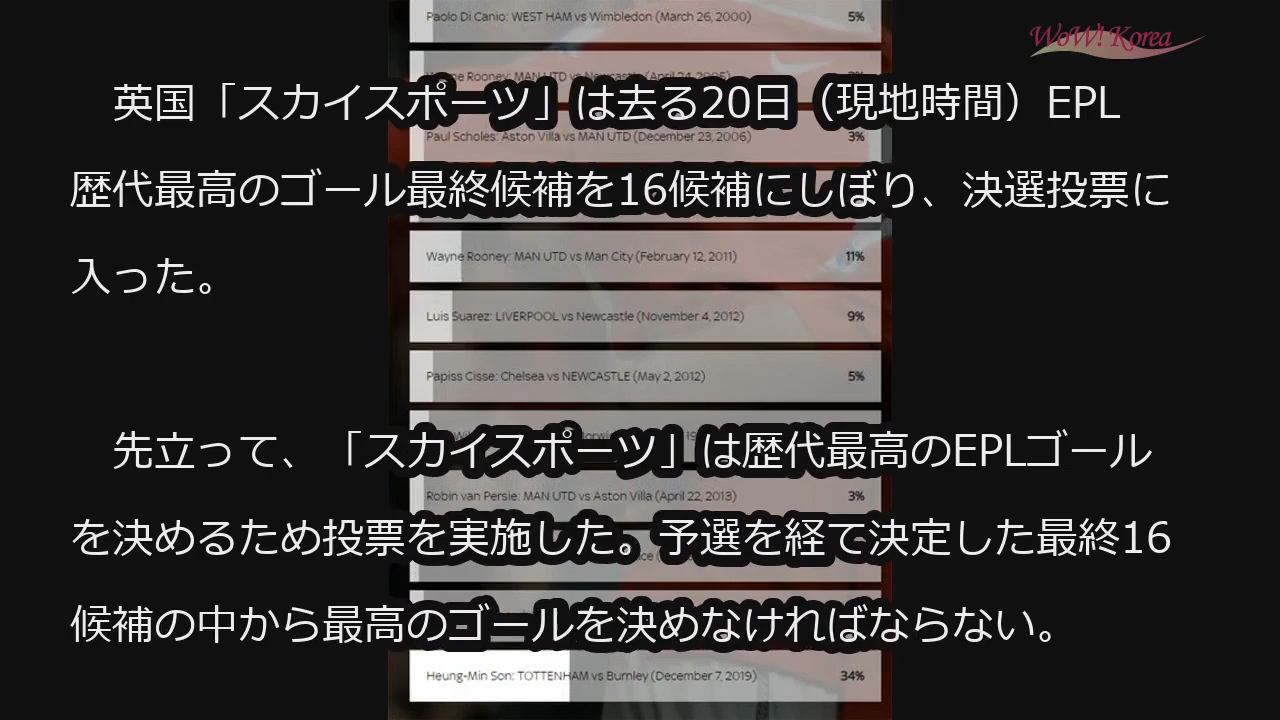 Paolo Di Canio: WEST HAM vs Wimbledon (March 26, 2000) 5%
WoW! Korea
Wayne Rooney: MAN UTD vs Newcastle (April 24, 2005)
英国「スカイスポーツ」は去る20日（現地時間）EPL
Paul Scholes: Aston Villa vs MAN UTD (December 23, 2006) 3%
歴代最高のゴール最終候補を16候補にしぼり、決選投票に
Wayne Rooney: MAN UTD vs Man City (February 12, 2011) 11%
入った。
Luis Suarez: LIVERPOOL vs Newcastle (November 4, 2012) 9%
Papiss Cisse: Chelsea vs NEWCASTLE (May 2, 2012) 5%
先立って、「スカイスポーツ」は歴代最高のEPLゴール
Robin van Persie: MAN UTD vs Aston Villa (April 22, 2013) 3%
を決めるため投票を実施した。予選を経て決定した最終16
候補の中から最高のゴールを決めなければならない。
Heung-Min Son: TOTTENHAM vs Burnley (December 7, 2019) 34%